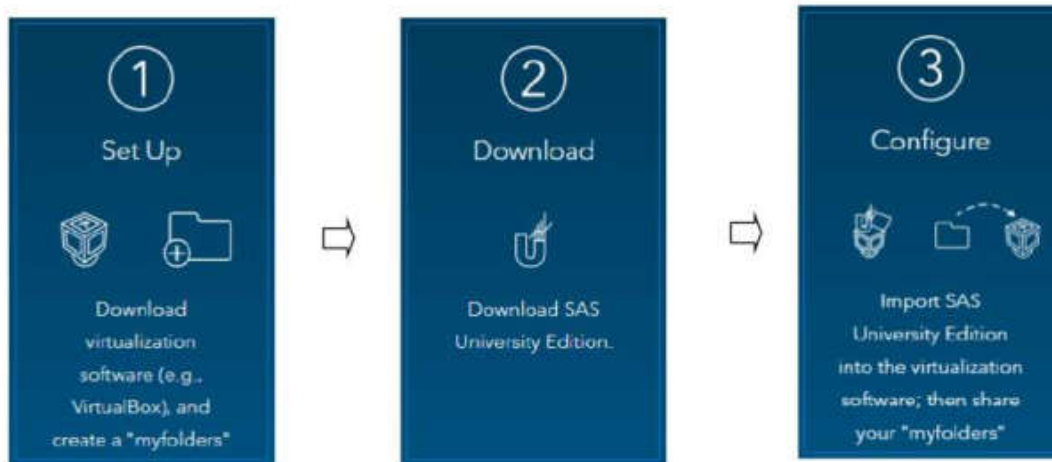 1
Set Up
Download
virtualization
software (e.g.,
VirtualBox), and
create a "myfolders"
2
Download
Download SAS
University Edition.
3
Configure
Import SAS
University Edition
into the virtualization
software; then share
your "myfolders"